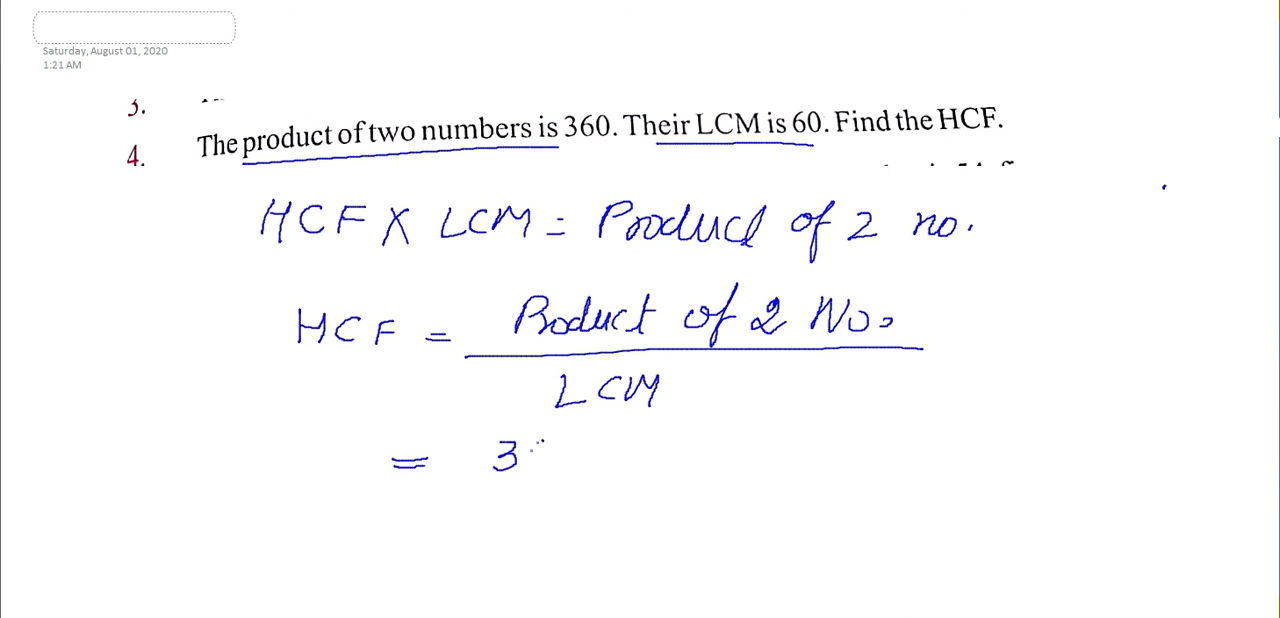 Saturday, August 01, 2020
1:21 AM
3.
4. The product of two numbers is 360. Their LCM is 60. Find the HCF.
HCF X LCM = Product of 2 no.
HCF = Product of 2 No.
LCM
= 3